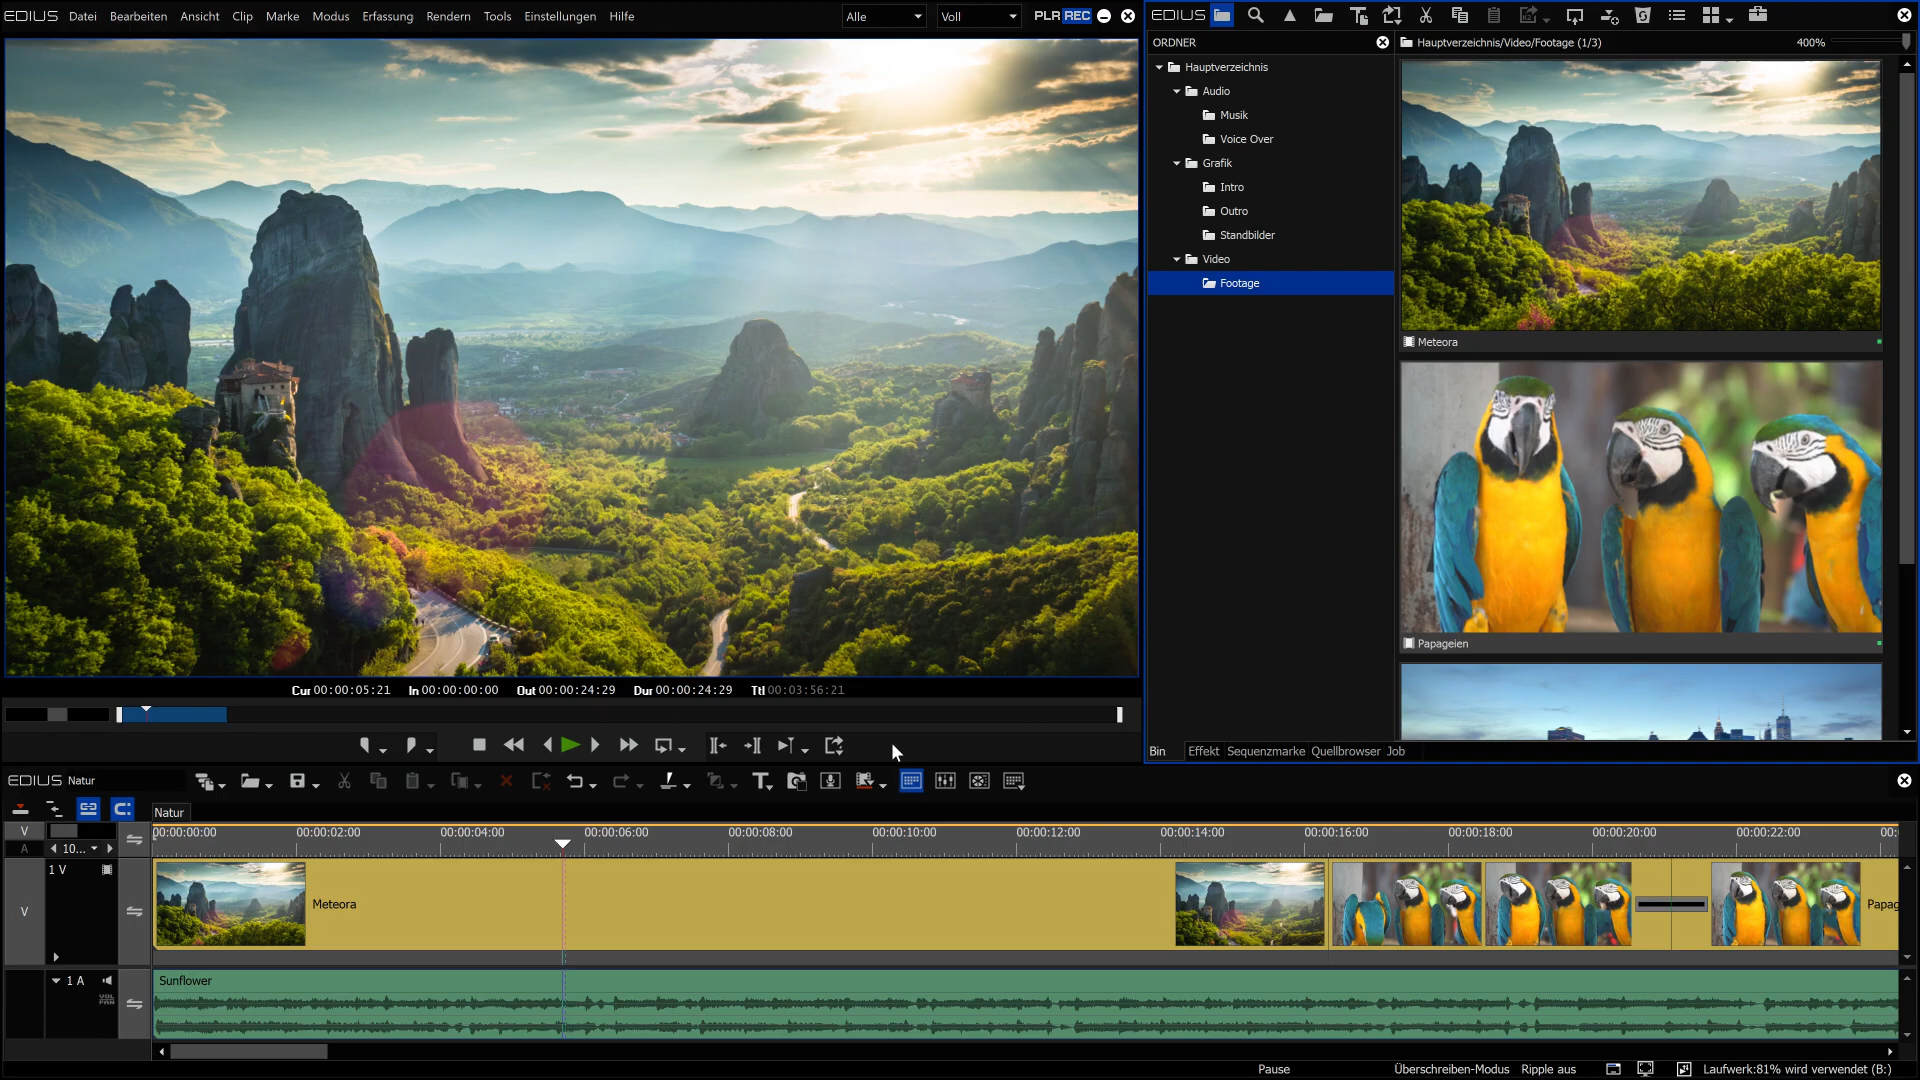 EDIUS Datei Bearbeiten Ansicht Clip Marke Modus Erfassung Rendern Tools Einstellungen Hilfe Alle Voll PLR REC
EDIUS
ORDNER
Hauptverzeichnis/Video/Footage (1/3) 400%
Hauptverzeichnis
Audio
Musik
Voice Over
Grafik
Intro
Outro
Standbilder
Video
Footage
Meteora
Papageien
Bin Effekt Sequenzmarke Quellbrowser Job
Cur 00:00:05:21 In 00:00:00:00 Out 00:00:24:29 Dur 00:00:24:29 Ttl 00:03:56:21
EDIUS Natur
Natur
V
A 10...
00:00:00:00 00:00:02:00 00:00:04:00 00:00:06:00 00:00:08:00 00:00:10:00 00:00:12:00 00:00:14:00 00:00:16:00 00:00:18:00 00:00:20:00 00:00:22:00 00:
1 V
V
Meteora
Papag
1 A
VOL
PAN
Sunflower
Pause Überschreiben-Modus Ripple aus Laufwerk:81% wird verwendet (B:)